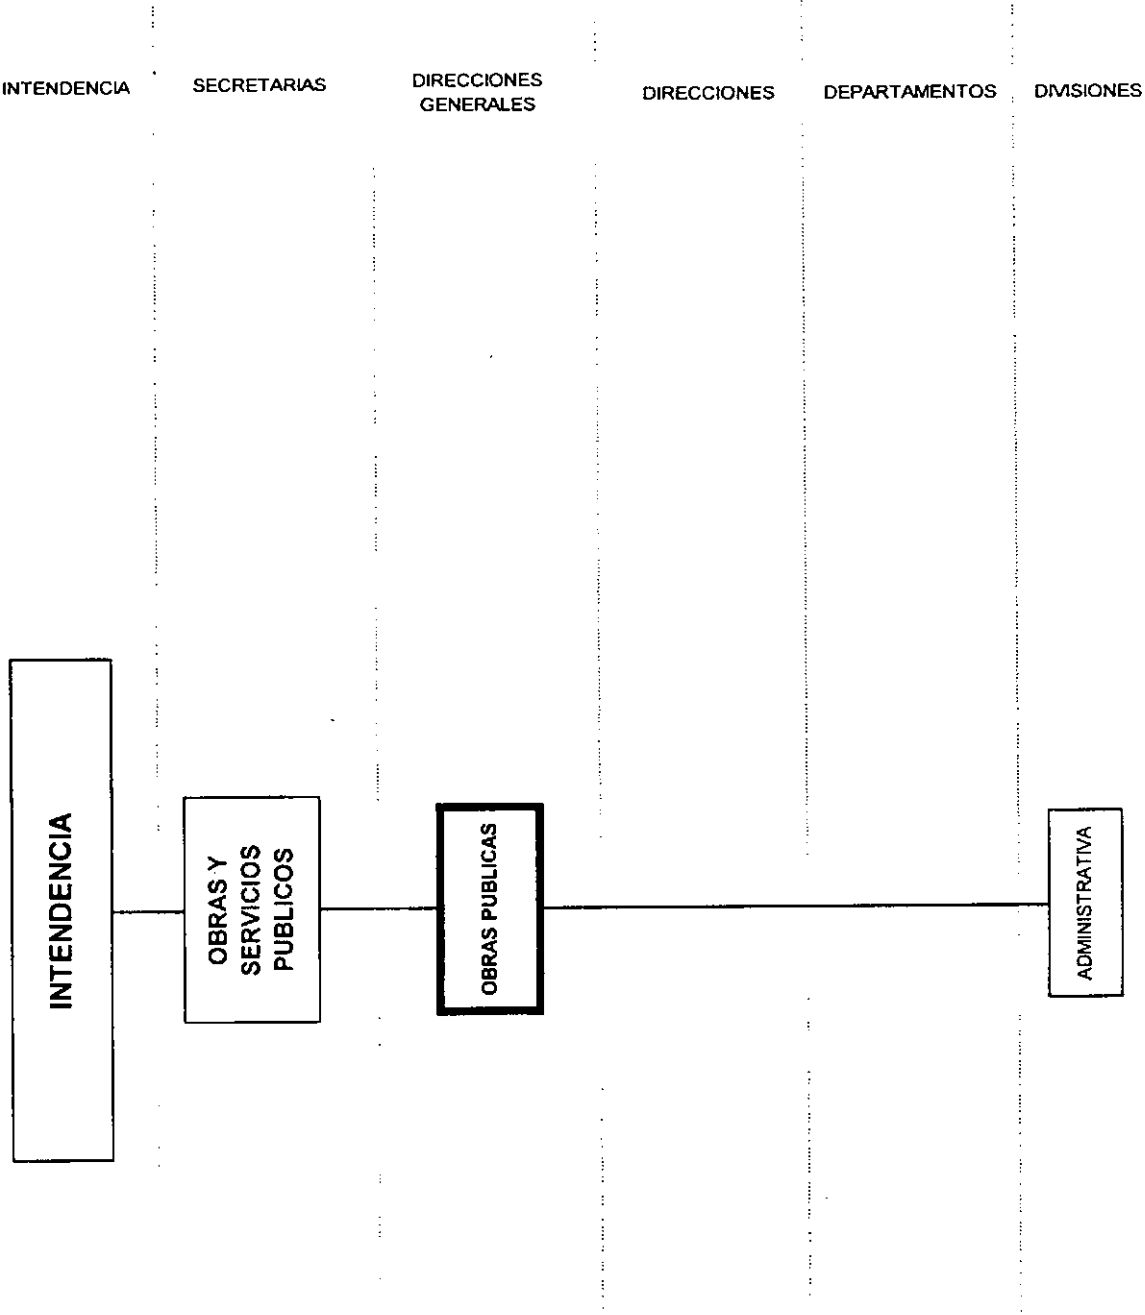 INTENDENCIA
SECRETARIAS
DIRECCIONES
GENERALES
DIRECCIONES
DEPARTAMENTOS
DIVISIONES
INTENDENCIA
OBRAS Y
SERVICIOS
PUBLICOS
OBRAS PUBLICAS
ADMINISTRATIVA